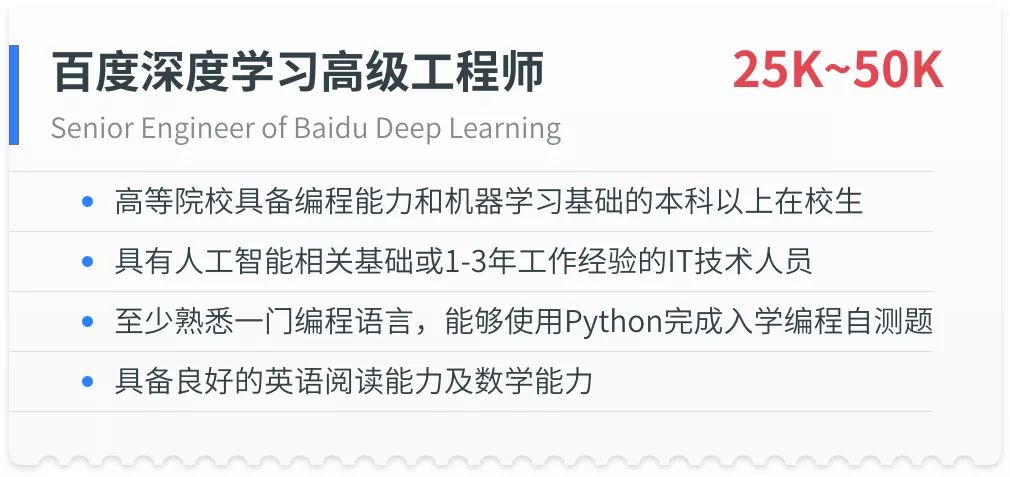 百度深度学习高级工程师
25K~50K
Senior Engineer of Baidu Deep Learning
高等院校具备编程能力和机器学习基础的本科以上在校生
具有人工智能相关基础或1-3年工作经验的IT技术人员
至少熟悉一门编程语言，能够使用Python完成入学编程自测题
具备良好的英语阅读能力及数学能力